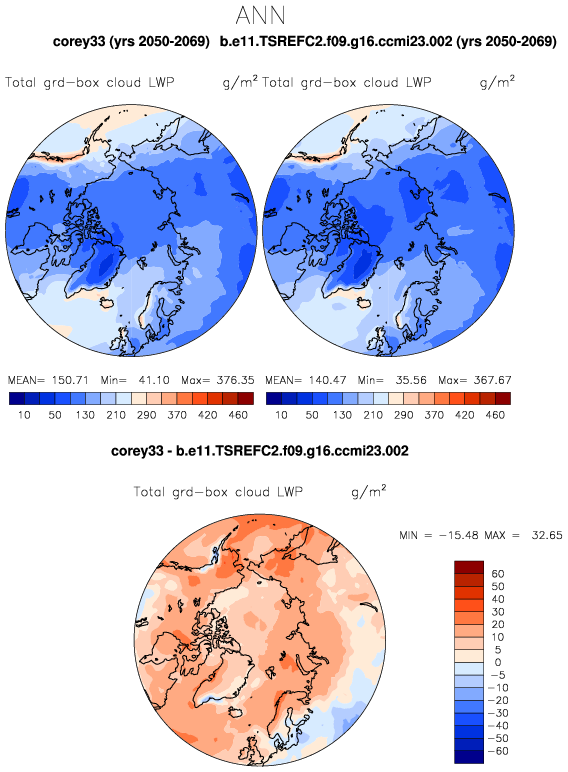 ANN
corey33 (yrs 2050-2069) b.e11.TSREFC2.f09.g16.ccmi23.002 (yrs 2050-2069)
Total grd-box cloud LWP g/m² Total grd-box cloud LWP g/m²
MEAN= 150.71 Min= 41.10 Max= 376.35 MEAN= 140.47 Min= 35.56 Max= 367.67
10 50 130 210 290 370 420 460 10 50 130 210 290 370 420 460
corey33 - b.e11.TSREFC2.f09.g16.ccmi23.002
Total grd-box cloud LWP g/m²
MIN = -15.48 MAX = 32.65
60
50
40
30
20
10
5
0
-5
-10
-20
-30
-40
-50
-60